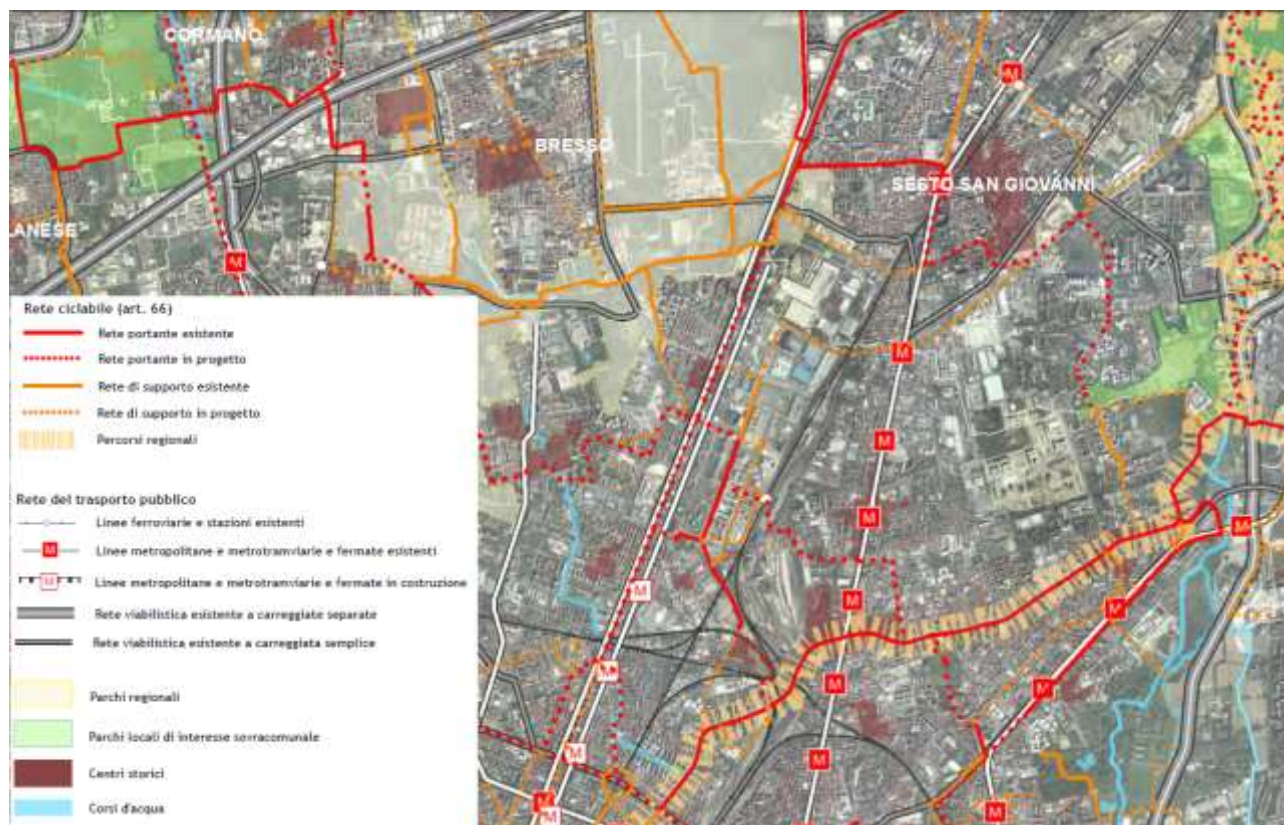 CORMANO
M
BRESSO
SESTO SAN GIOVANNI
M
ANESE
M
Rete ciclabile (art. 66)
Rete portante esistente
Rete portante in progetto
M
Rete di supporto esistente
Rete di supporto in progetto
Percorsi regionali
M
Rete del trasporto pubblico
Linee ferroviarie e stazioni esistenti
M
M
M Linee metropolitane e metrotramviarie e fermate esistenti
M Linee metropolitane e metrotramviarie e fermate in costruzione
M
M
M
Rete viabilistica esistente a carreggiate separate
Rete viabilistica esistente a carreggiata semplice
M
M
M
Parchi regionali
Parchi locali di interesse sovracomunale
M
M
Centri storici
Corsi d'acqua
M
M
M